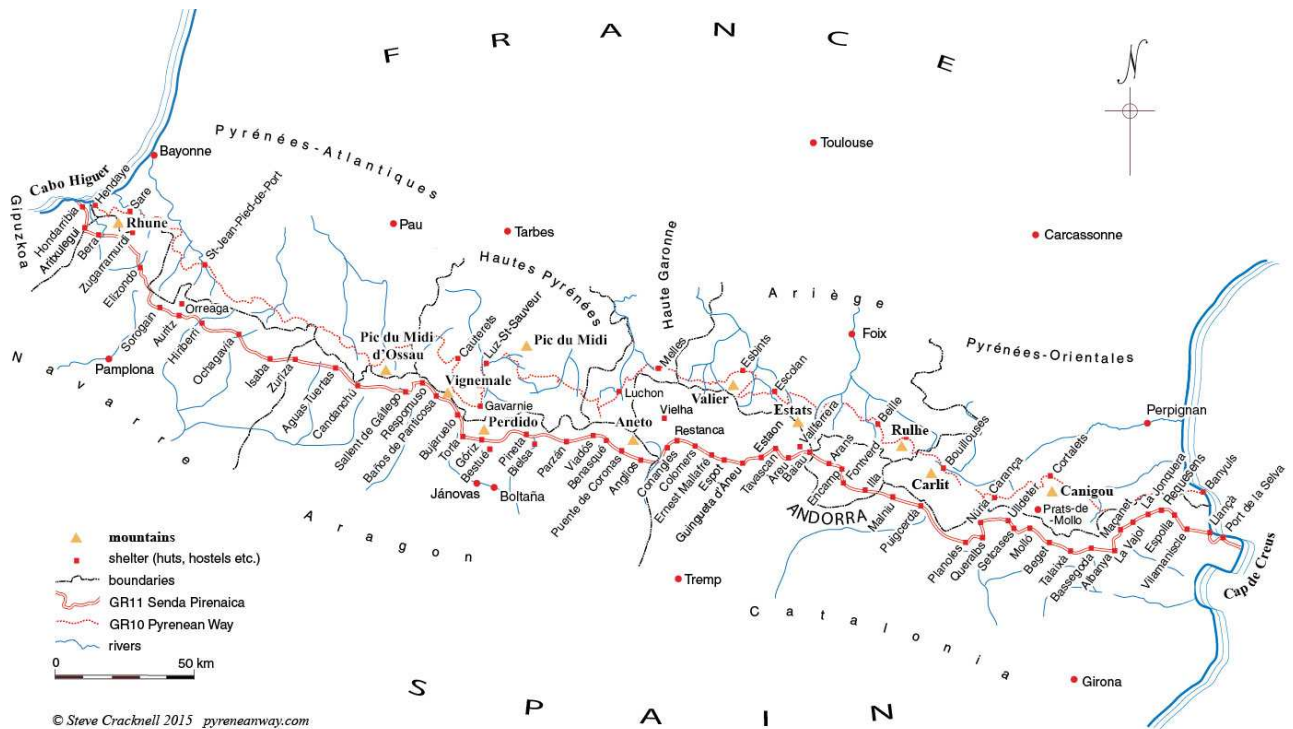 F R A N C E
N
Pyrénées-Atlantiques
Bayonne
Toulouse
Cabo Higuer
Hendaye
Sare
Gipuzkoa
Hondarribia
Rhune
Aritxulegui
Bera
Zugarramurdi
Elizondo
St-Jean-Pied-de-Port
Pau
Tarbes
Carcassonne
Hautes Pyrénées
Haute Garonne
Ariège
Foix
Pyrénées-Orientales
Perpignan
Navarre
Pamplona
Sorogain
Orreaga
Auritz
Hiriberri
Ochagavía
Isaba
Zuriza
Aguas Tuertas
Candanchú
Pic du Midi
d'Ossau
Sallent de Gállego
Respomuso
Baños de Panticosa
Vignemale
Cauterets
Luz-St-Sauveur
Pic du Midi
Gavarnie
Bujaruelo
Torla
Perdido
Góriz
Bestué
Pineta
Bielsa
Parzán
Viadós
Benasqué
Puente de Coronas
Aneto
Anglios
Luchon
Melles
Vielha
Restanca
Conangles
Colomers
Ernest Mallafré
Espot
Guingueta d'Àneu
Valier
Esbints
Escolan
Estats
Estaon
Tavascan
Areu
Vallferrera
Baiau
Arans
Encamp
Fontverd
ANDORRA
Illa
Malniu
Puigcerdà
Beille
Rulhe
Bouillouses
Carlit
Planoles
Queralbs
Núria
Carança
Setcases
Ulldeter
Molló
Cortalets
Canigou
Prats-de
-Mollo
Beget
Talaixà
Bassegoda
Albanya
Maçanet
La Vajol
La Jonquera
Espolla
Requesens
Vilamaniscle
Banyuls
Llançà
Port de la Selva
Cap de Creus
Jánovas
Boltaña
Aragon
Tremp
Catalonia
Girona
mountains
shelter (huts, hostels etc.)
boundaries
GR11 Senda Pirenaica
GR10 Pyrenean Way
rivers
0 50 km
S P A I N
© Steve Cracknell 2015 pyreneanway.com